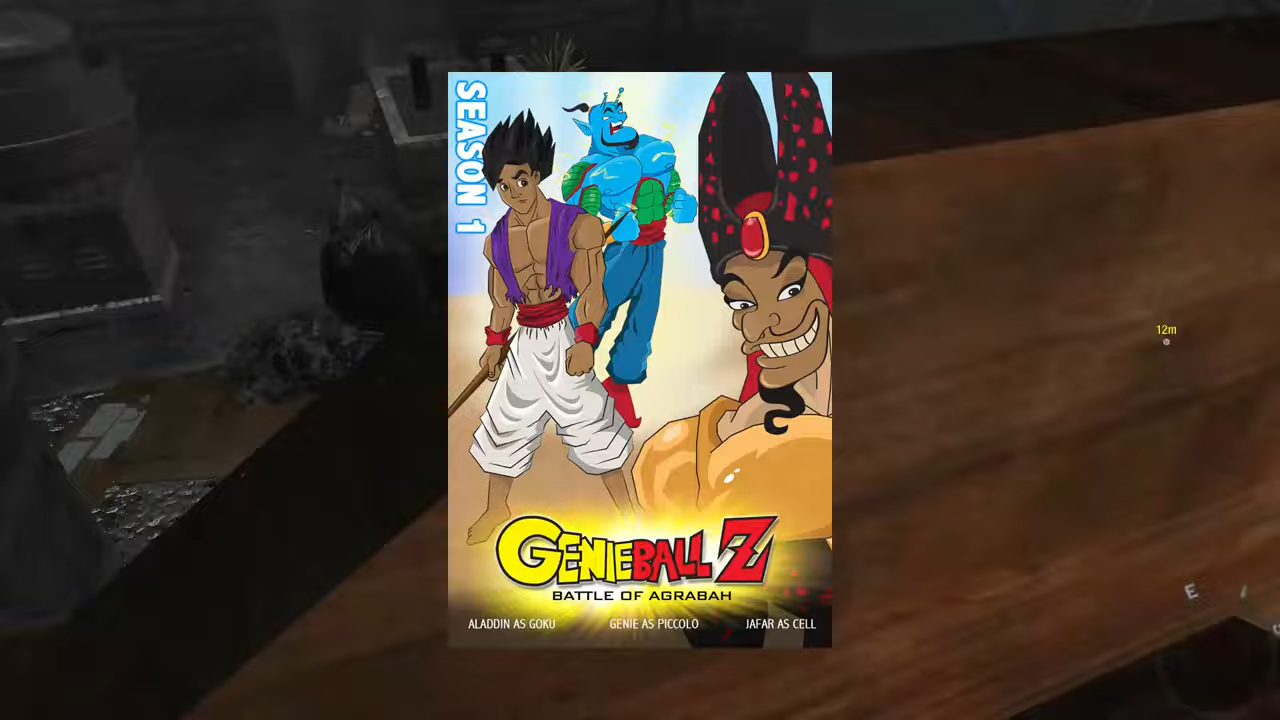 SEASON 1
GENIEBALL Z
BATTLE OF AGRABAH
ALADDIN AS GOKU GENIE AS PICCOLO JAFAR AS CELL
12m
E